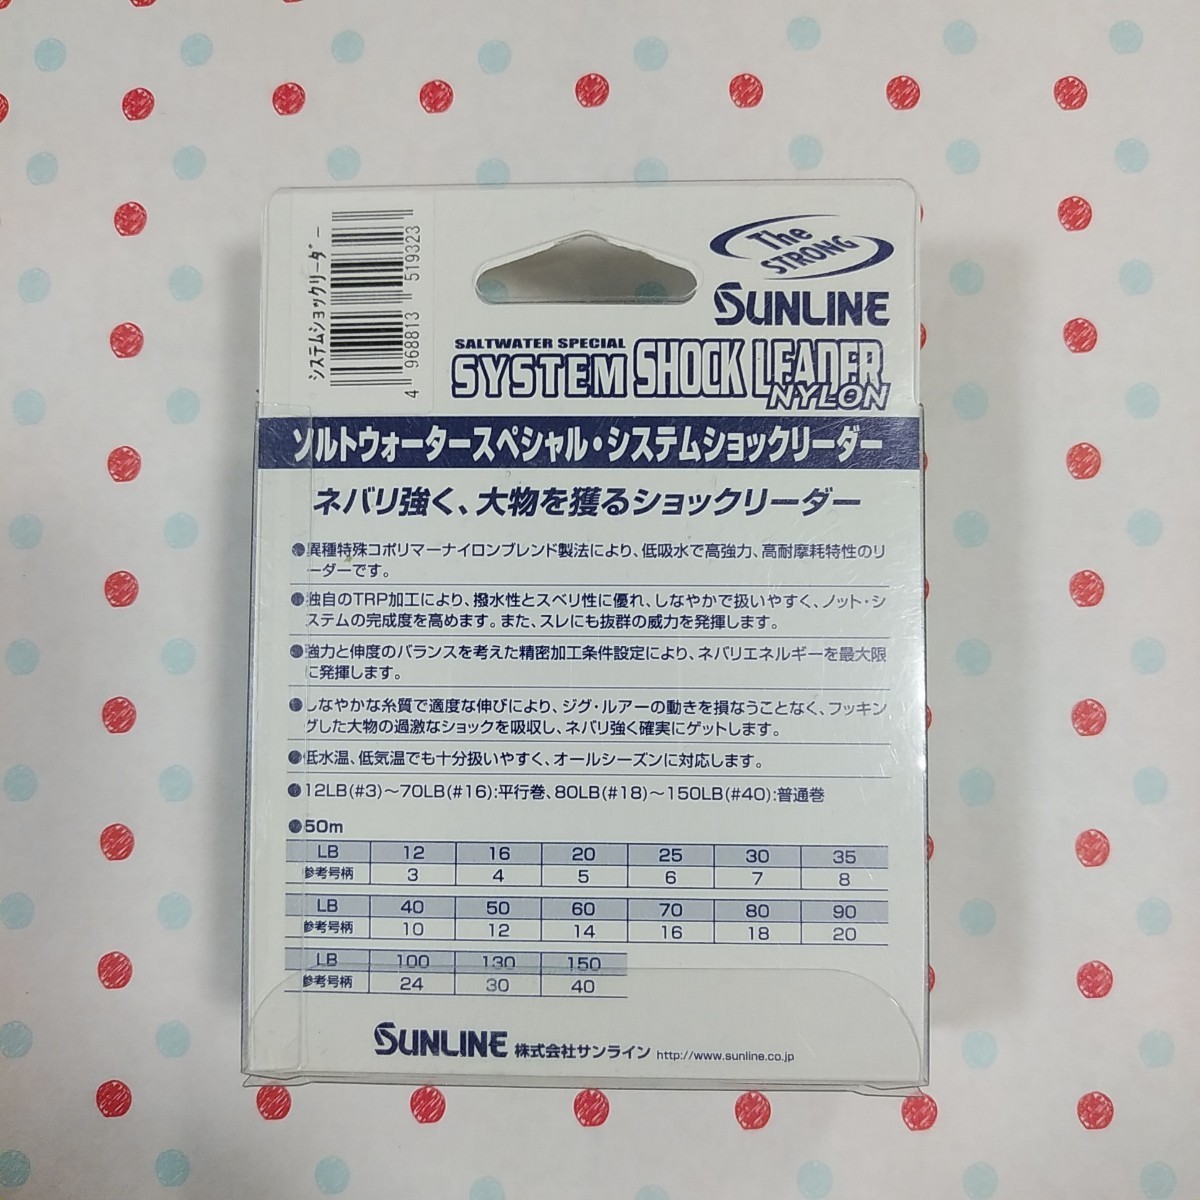 システムショックリーダー
4 968813 519323
The STRONG
SUNLINE
SALTWATER SPECIAL
SYSTEM SHOCK LEADER
NYLON
ソルトウォータースペシャル・システムショックリーダー
ネバリ強く、大物を獲るショックリーダー
●異種特殊コポリマーナイロンブレンド製法により、低吸水で高強力、高耐摩耗特性のリ
ーダーです。
●独自のTRP加工により、撥水性とスベリ性に優れ、しなやかで扱いやすく、ノット・シ
ステムの完成度を高めます。また、スレにも抜群の威力を発揮します。
●強力と伸度のバランスを考えた精密加工条件設定により、ネバリエネルギーを最大限
に発揮します。
●しなやかな糸質で適度な伸びにより、ジグ・ルアーの動きを損なうことなく、フッキン
グした大物の過激なショックを吸収し、ネバリ強く確実にゲットします。
●低水温、低気温でも十分扱いやすく、オールシーズンに対応します。
●12LB(#3)〜70LB(#16):平行巻、80LB(#18)〜150LB(#40):普通巻
●50m
LB 12 16 20 25 30 35
参考号柄 3 4 5 6 7 8
LB 40 50 60 70 80 90
参考号柄 10 12 14 16 18 20
LB 100 130 150
参考号柄 24 30 40
SUNLINE 株式会社サンライン http://www.sunline.co.jp